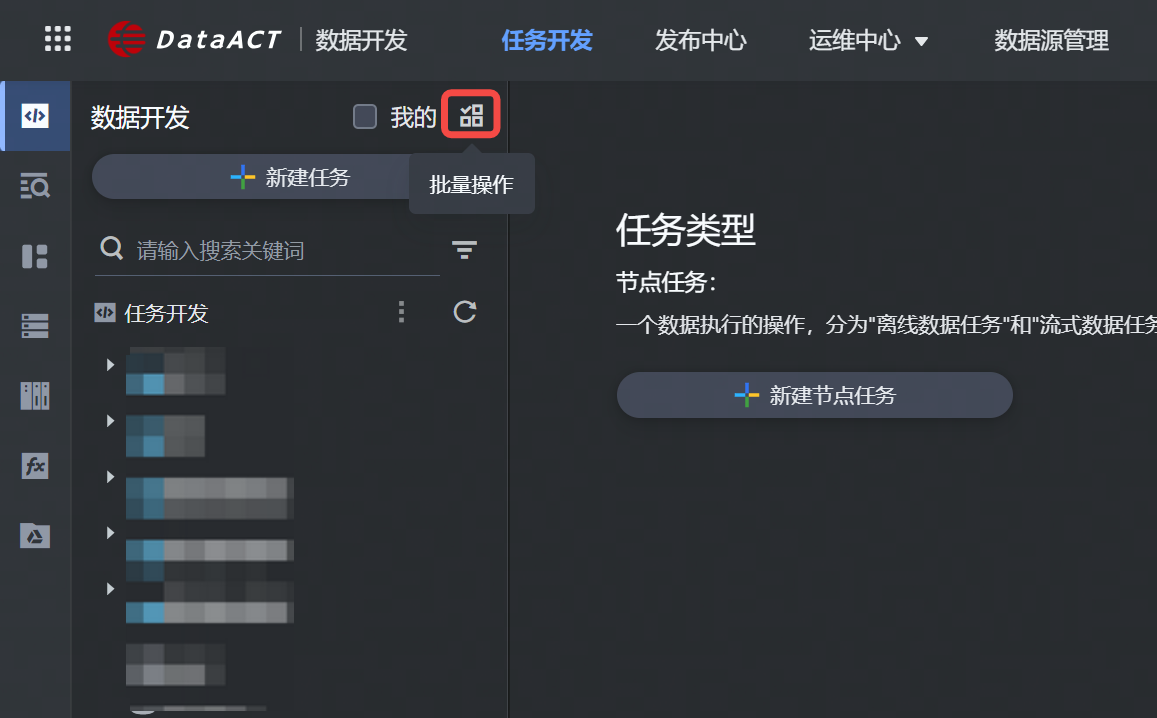 DataACT 数据开发 任务开发 发布中心 运维中心 数据源管理
数据开发 我的
新建任务
批量操作
请输入搜索关键词
任务开发
任务类型
节点任务：
一个数据执行的操作，分为"离线数据任务"和"流式数据任务
新建节点任务
fx